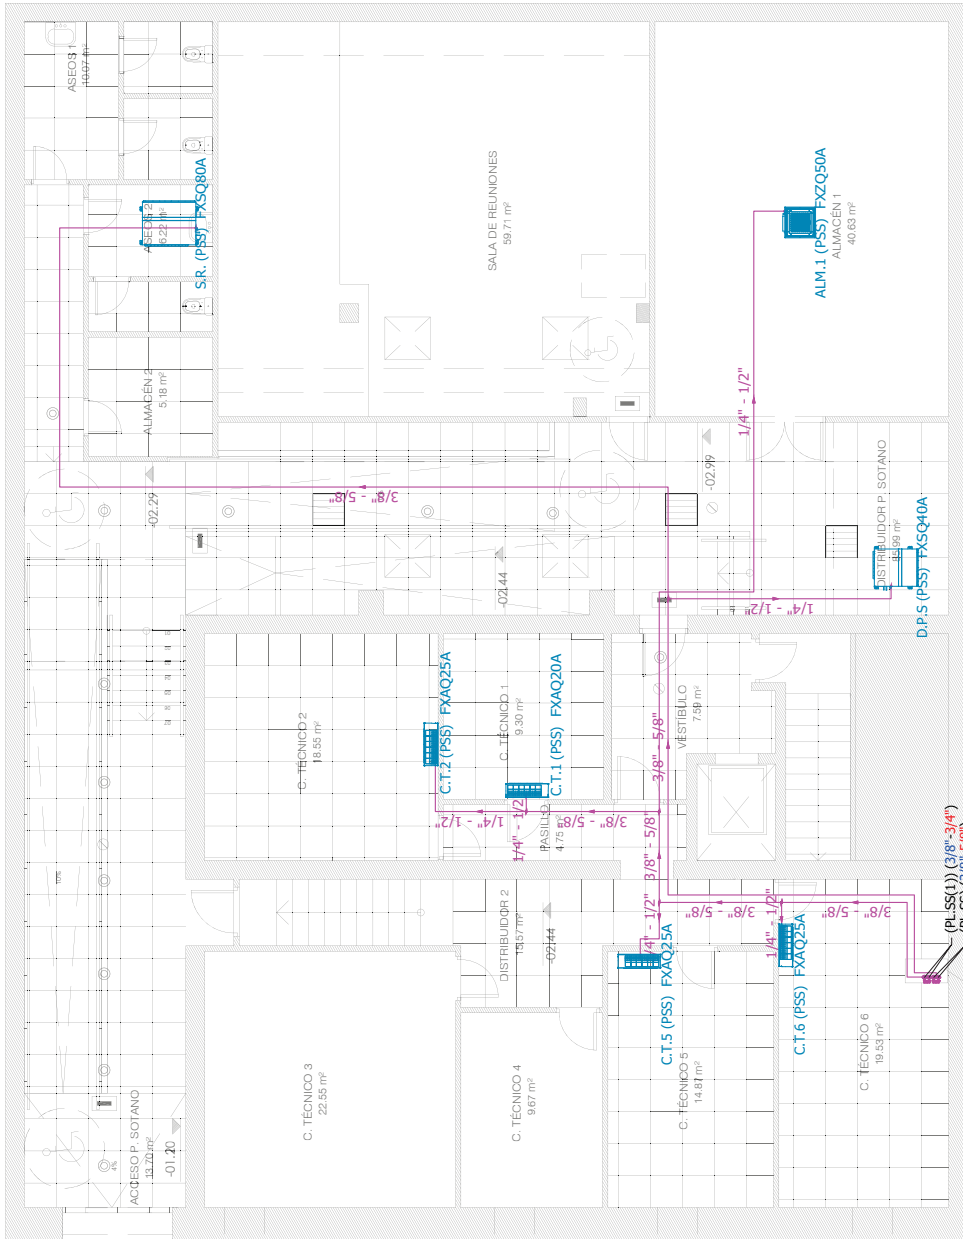 ASEOS 1
10.07 m²
ASEOS 2
6.22 m²
S.R. (PSS) FXSQ80A
ALMACÉN 2
5.18 m²
SALA DE REUNIONES
59.71 m²
ALM.1 (PSS) FXZQ50A
ALMACÉN 1
40.63 m²
1/4" - 1/2"
3/8" - 5/8"
-02.29
-02.99
-02.44
DISTRIBUIDOR P. SOTANO
D.P.S (PSS) FXSQ40A
1/4" - 1/2"
C. TÉCNICO 2
18.55 m²
C.T.2 (PSS) FXAQ25A
C. TÉCNICO 1
9.30 m²
C.T.1 (PSS) FXAQ20A
VESTÍBULO
7.59 m²
3/8" - 5/8"
1/4" - 1/2"
1/4" - 1/2
PASILLO
4.75 m²
3/8" - 5/8"
3/8" - 5/8"
10%
DISTRIBUIDOR 2
15.57 m²
-02.44
/4" - 1/2"
3/8" - 5/8"
1/4" - 1/2"
3/8" - 5/8"
(PL.SS(1)) (3/8"-3/4")
C.T.5 (PSS) FXAQ25A
C.T.6 (PSS) FXAQ25A
C. TÉCNICO 3
22.55 m²
C. TÉCNICO 4
9.67 m²
C. TÉCNICO 5
14.87 m²
C. TÉCNICO 6
19.53 m²
ACCESO P. SOTANO
13.70 m²
-01.20
4%